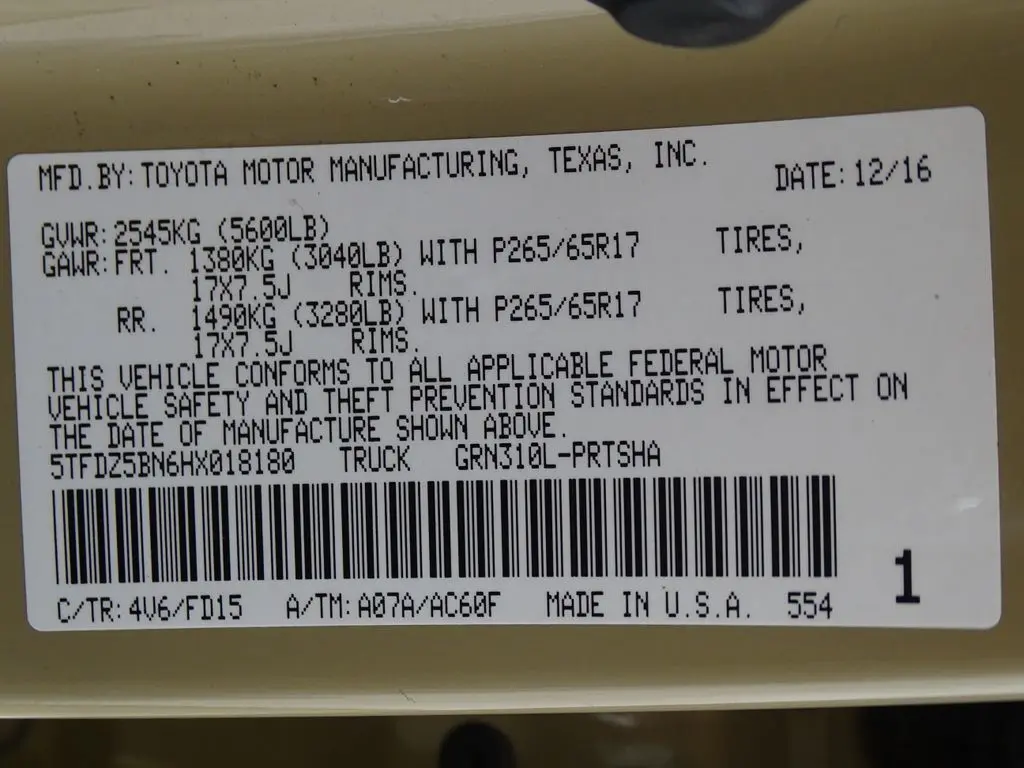 MFD.BY: TOYOTA MOTOR MANUFACTURING, TEXAS, INC. DATE: 12/16
GVWR: 2545KG (5600LB)
GAWR: FRT. 1380KG (3040LB) WITH P265/65R17 TIRES,
17X7.5J RIMS.
RR. 1490KG (3280LB) WITH P265/65R17 TIRES,
17X7.5J RIMS.
THIS VEHICLE CONFORMS TO ALL APPLICABLE FEDERAL MOTOR
VEHICLE SAFETY AND THEFT PREVENTION STANDARDS IN EFFECT ON
THE DATE OF MANUFACTURE SHOWN ABOVE.
5TFDZ5BN6HX018180 TRUCK GRN310L-PRTSHA
1
C/TR: 4V6/FD15 A/TM: A07A/AC60F MADE IN U.S.A. 554